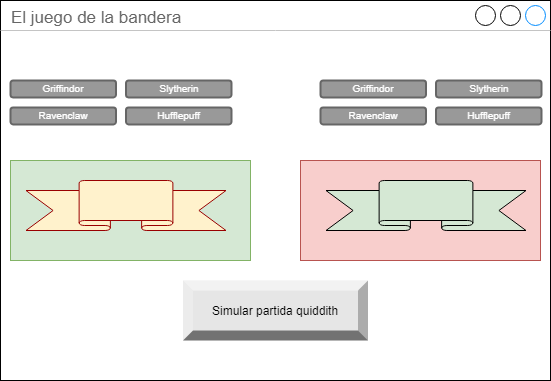 El juego de la bandera
Griffindor Slytherin Griffindor Slytherin
Ravenclaw Hufflepuff Ravenclaw Hufflepuff
Simular partida quiddith